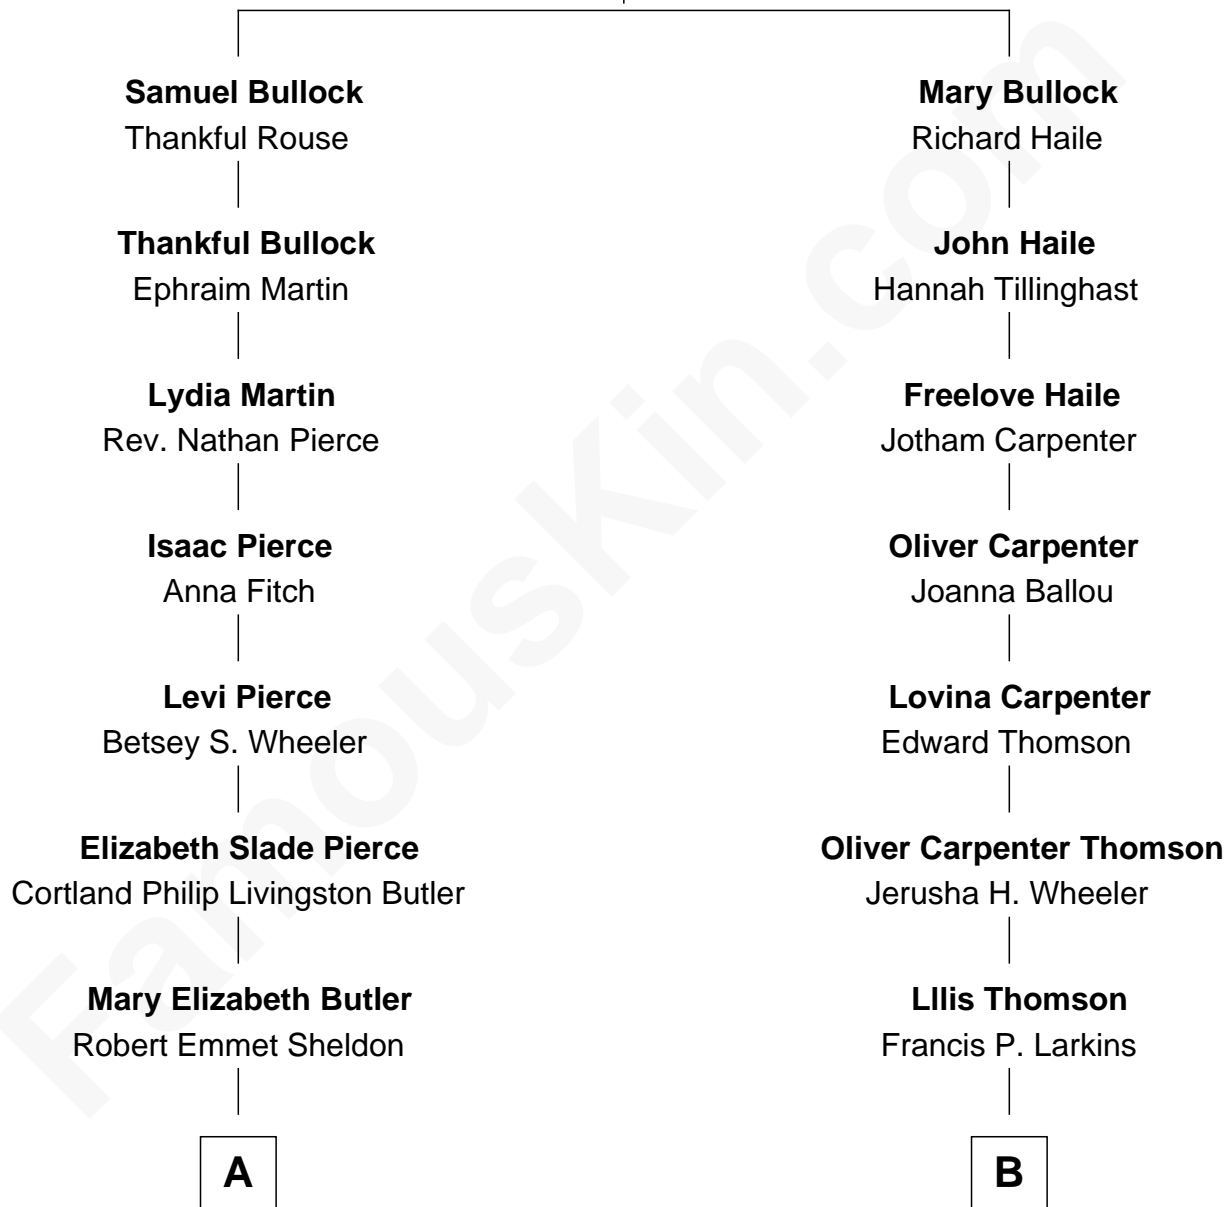 Samuel Bullock
Thankful Rouse
Mary Bullock
Richard Haile
Thankful Bullock
Ephraim Martin
John Haile
Hannah Tillinghast
Lydia Martin
Rev. Nathan Pierce
Freelove Haile
Jotham Carpenter
Isaac Pierce
Anna Fitch
Oliver Carpenter
Joanna Ballou
Levi Pierce
Betsey S. Wheeler
Lovina Carpenter
Edward Thomson
Elizabeth Slade Pierce
Cortland Philip Livingston Butler
Oliver Carpenter Thomson
Jerusha H. Wheeler
Mary Elizabeth Butler
Robert Emmet Sheldon
Lllis Thomson
Francis P. Larkins
A
B
FamousKin.com